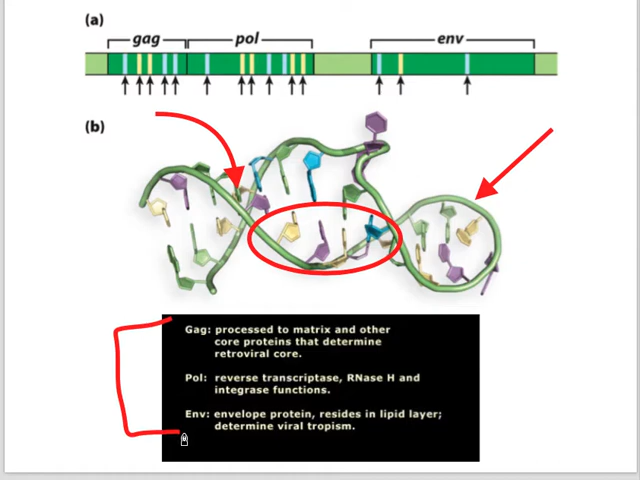 (a)
gag pol env
(b)
Gag: processed to matrix and other
core proteins that determine
retroviral core.
Pol: reverse transcriptase, RNase H and
integrase functions.
Env: envelope protein, resides in lipid layer;
determine viral tropism.